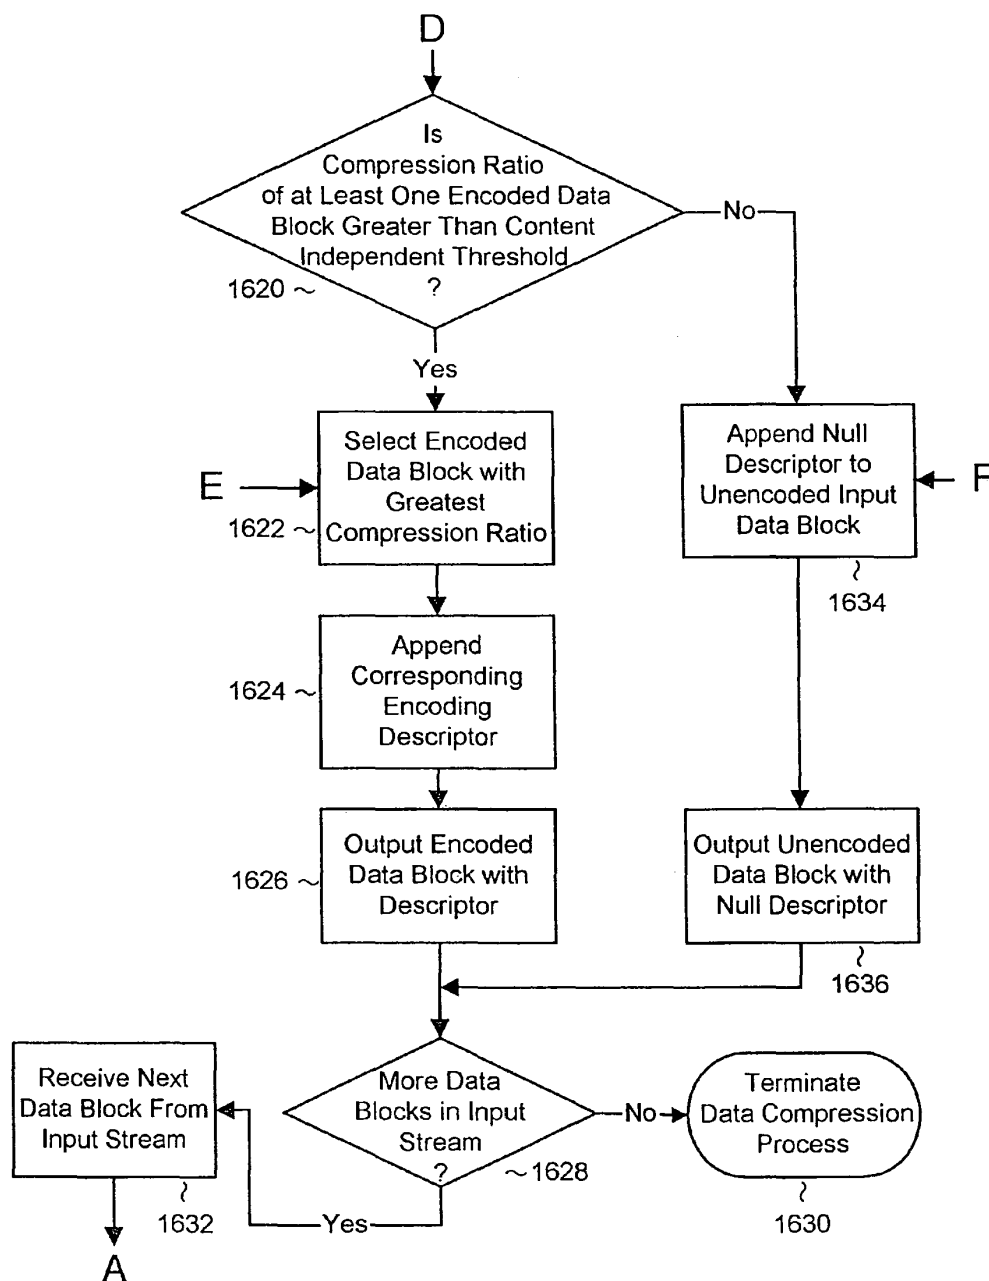 D
Is
Compression Ratio
of at Least One Encoded Data
Block Greater Than Content
Independent Threshold
?
1620 ~
No
Yes
Select Encoded
Data Block with
Greatest
Compression Ratio
E
1622 ~
Append Null
Descriptor to
Unencoded Input
Data Block
F
~
1634
Append
Corresponding
Encoding
Descriptor
1624 ~
Output Encoded
Data Block with
Descriptor
1626 ~
Output Unencoded
Data Block with
Null Descriptor
~
1636
More Data
Blocks in Input
Stream
?
~ 1628
No
Terminate
Data Compression
Process
~
1630
Yes
Receive Next
Data Block From
Input Stream
~
1632
A